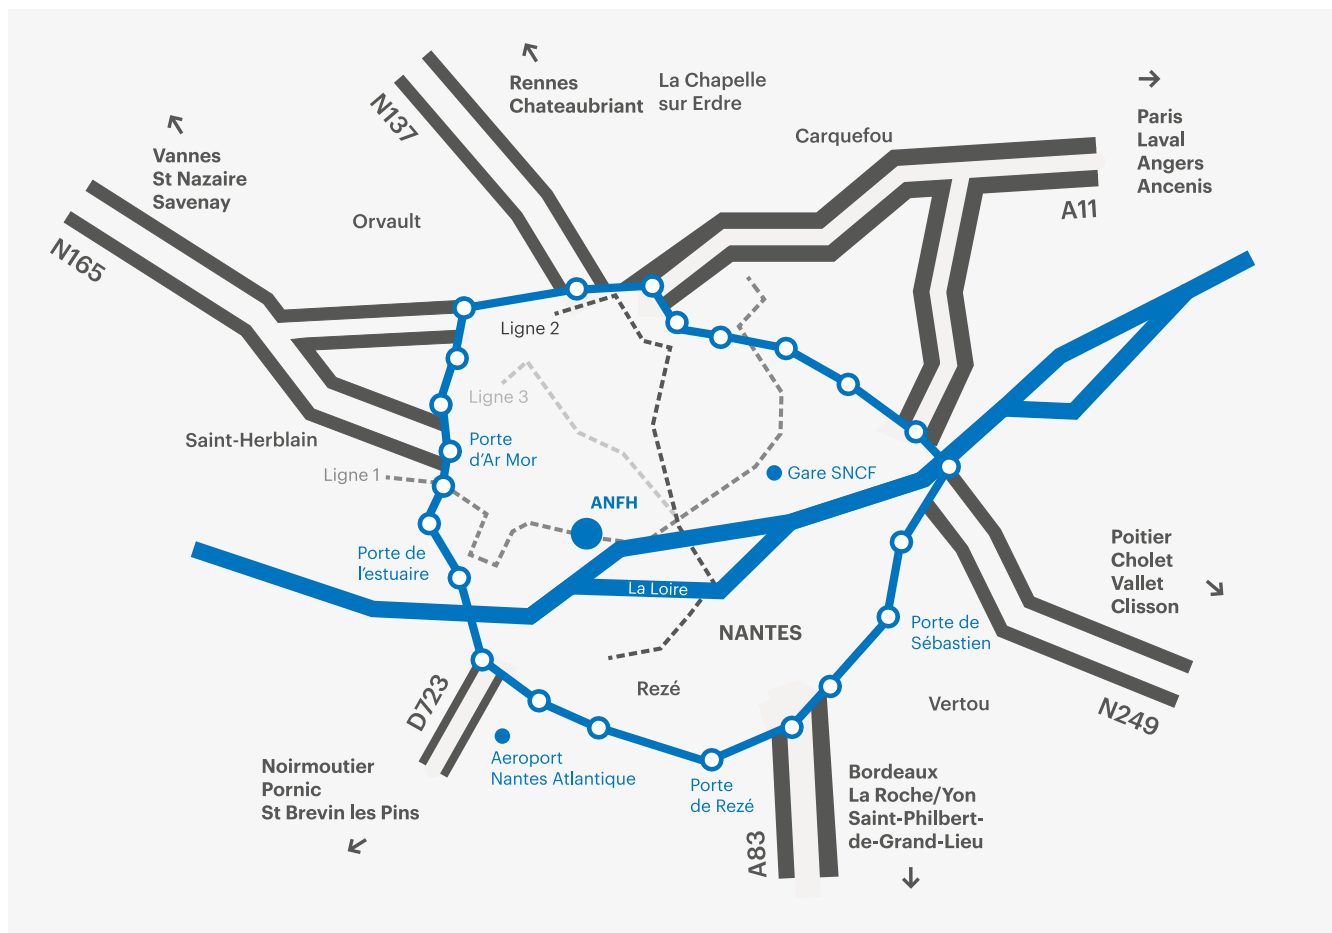 Rennes
Chateaubriant
La Chapelle
sur Erdre
N137
Carquefou
Paris
Laval
Angers
Ancenis
Vannes
St Nazaire
Savenay
Orvault
A11
N165
Ligne 2
Ligne 3
Saint-Herblain
Porte
d'Ar Mor
Ligne 1
Gare SNCF
ANFH
Porte de
l'estuaire
La Loire
Poitier
Cholet
Vallet
Clisson
NANTES
Porte de
Sébastien
Rezé
Vertou
D723
N249
Noirmoutier
Pornic
St Brevin les Pins
Aeroport
Nantes Atlantique
Porte
de Rezé
A83
Bordeaux
La Roche/Yon
Saint-Philbert-
de-Grand-Lieu